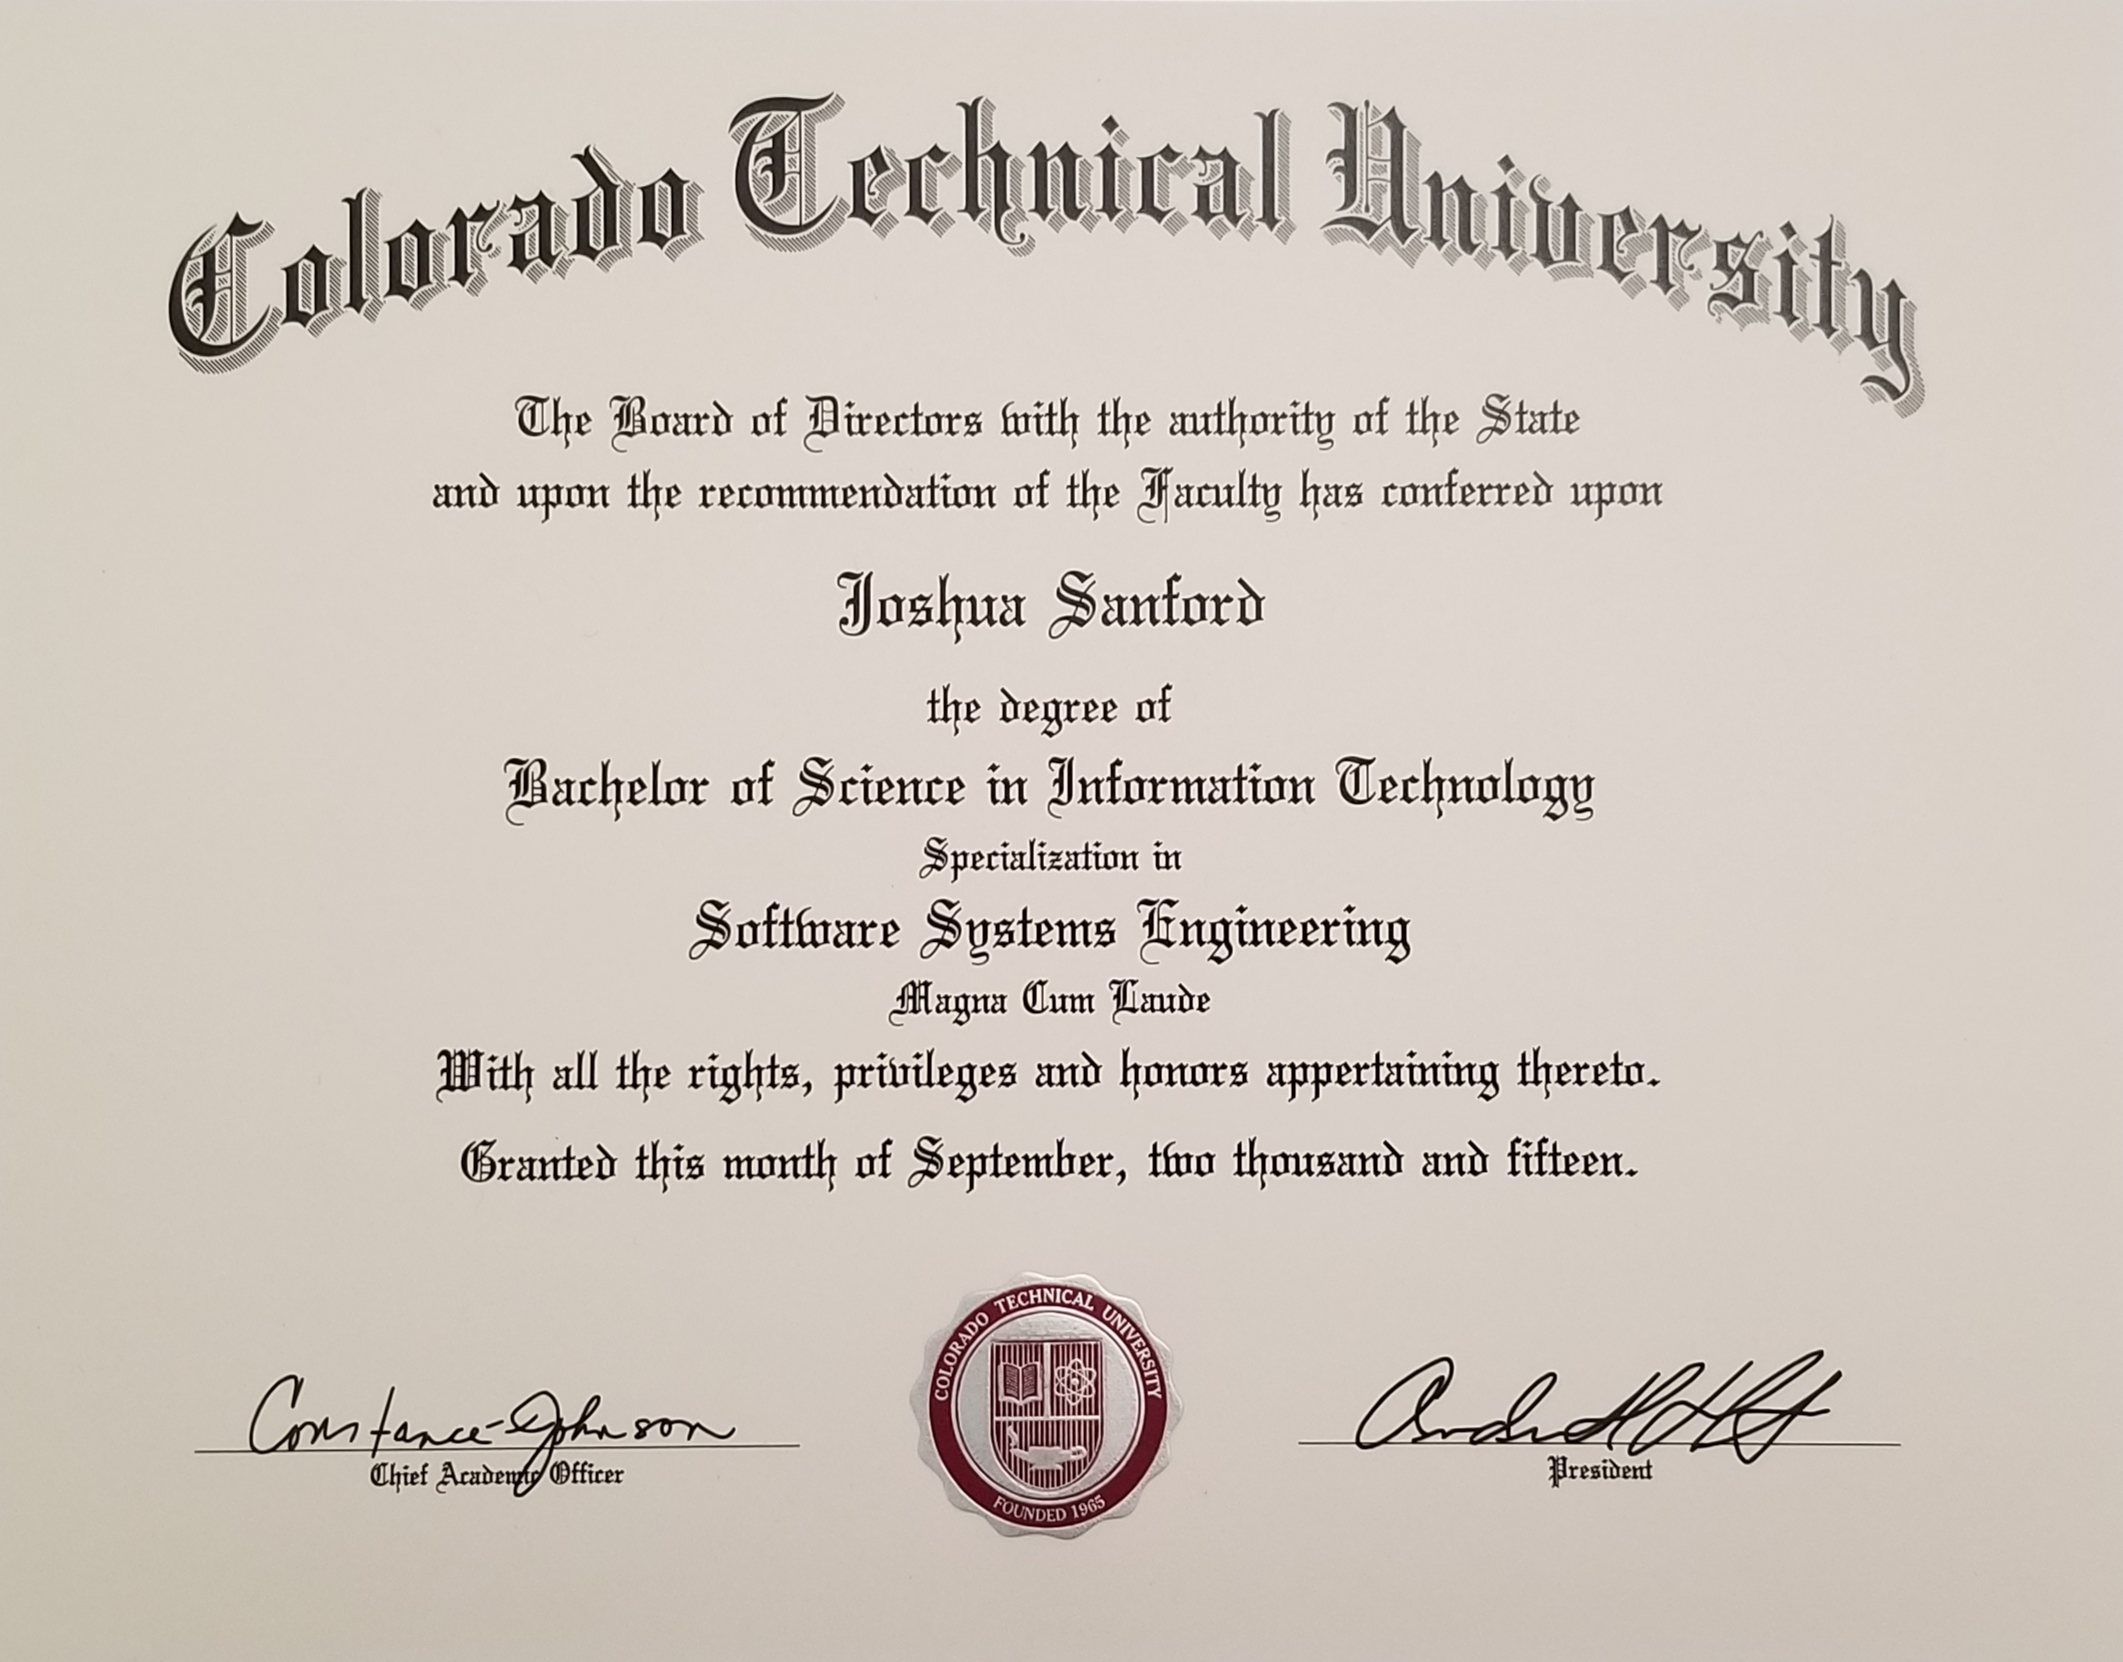 Colorado Technical University
The Board of Directors with the authority of the State
and upon the recommendation of the Faculty has conferred upon
Joshua Sanford
the degree of
Bachelor of Science in Information Technology
Specialization in
Software Systems Engineering
Magna Cum Laude
With all the rights, privileges and honors appertaining thereto.
Granted this month of September, two thousand and fifteen.
COLORADO TECHNICAL UNIVERSITY
FOUNDED 1965
Constance Johnson
Chief Academic Officer
President